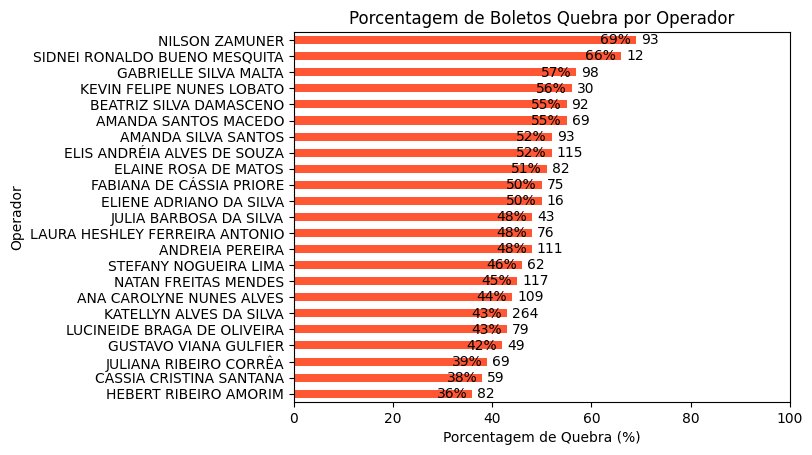 Porcentagem de Boletos Quebra por Operador
NILSON ZAMUNER 69% 93
SIDNEI RONALDO BUENO MESQUITA 66% 12
GABRIELLE SILVA MALTA 57% 98
KEVIN FELIPE NUNES LOBATO 56% 30
BEATRIZ SILVA DAMASCENO 55% 92
AMANDA SANTOS MACEDO 55% 69
AMANDA SILVA SANTOS 52% 93
ELIS ANDRÉIA ALVES DE SOUZA 52% 115
ELAINE ROSA DE MATOS 51% 82
FABIANA DE CÁSSIA PRIORE 50% 75
ELIENE ADRIANO DA SILVA 50% 16
JULIA BARBOSA DA SILVA 48% 43
LAURA HESHLEY FERREIRA ANTONIO 48% 76
ANDREIA PEREIRA 48% 111
STEFANY NOGUEIRA LIMA 46% 62
NATAN FREITAS MENDES 45% 117
ANA CAROLYNE NUNES ALVES 44% 109
KATELLYN ALVES DA SILVA 43% 264
LUCINEIDE BRAGA DE OLIVEIRA 43% 79
GUSTAVO VIANA GULFIER 42% 49
JULIANA RIBEIRO CORRÊA 39% 69
CASSIA CRISTINA SANTANA 38% 59
HEBERT RIBEIRO AMORIM 36% 82
Operador
0 20 40 60 80 100
Porcentagem de Quebra (%)